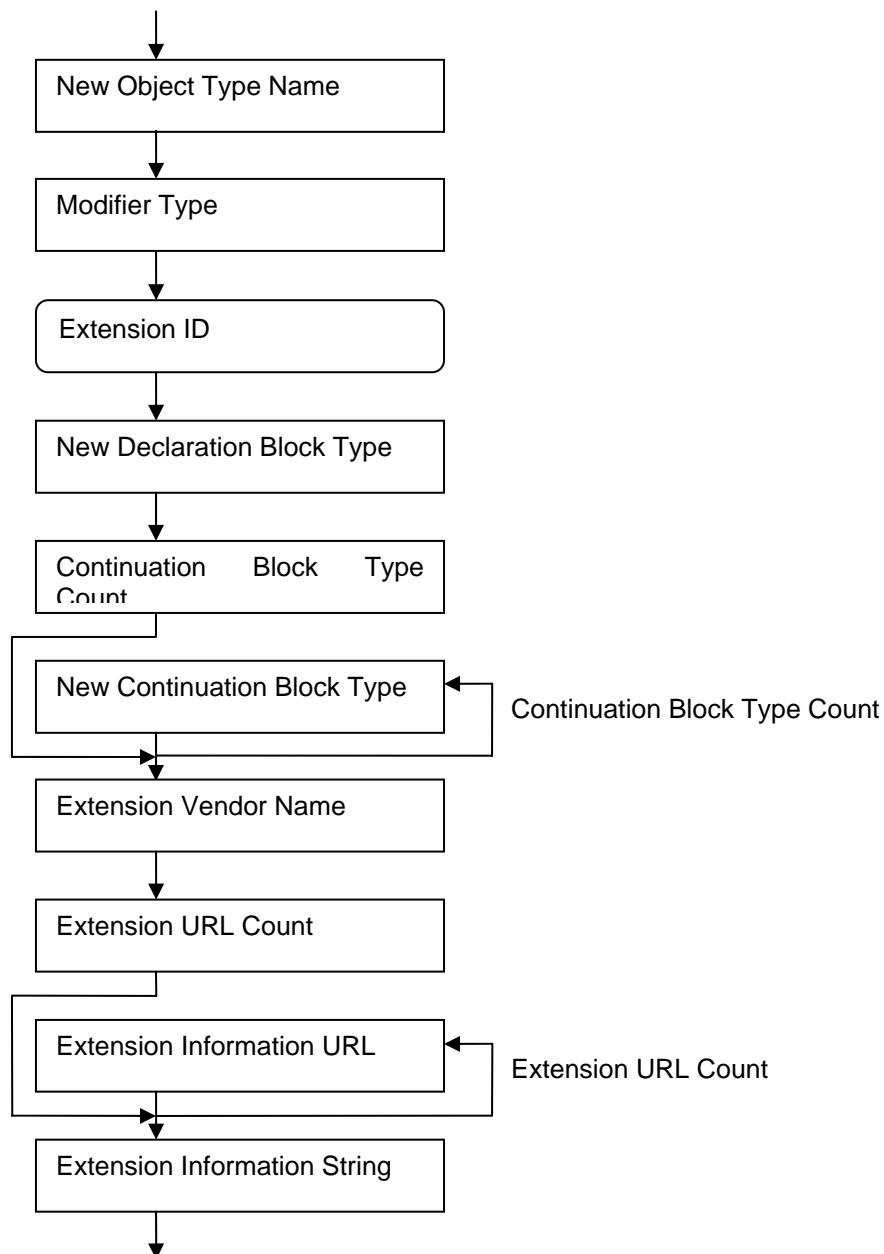 New Object Type Name
Modifier Type
Extension ID
New Declaration Block Type
Continuation Block Type
Count
New Continuation Block Type
Continuation Block Type Count
Extension Vendor Name
Extension URL Count
Extension Information URL
Extension URL Count
Extension Information String